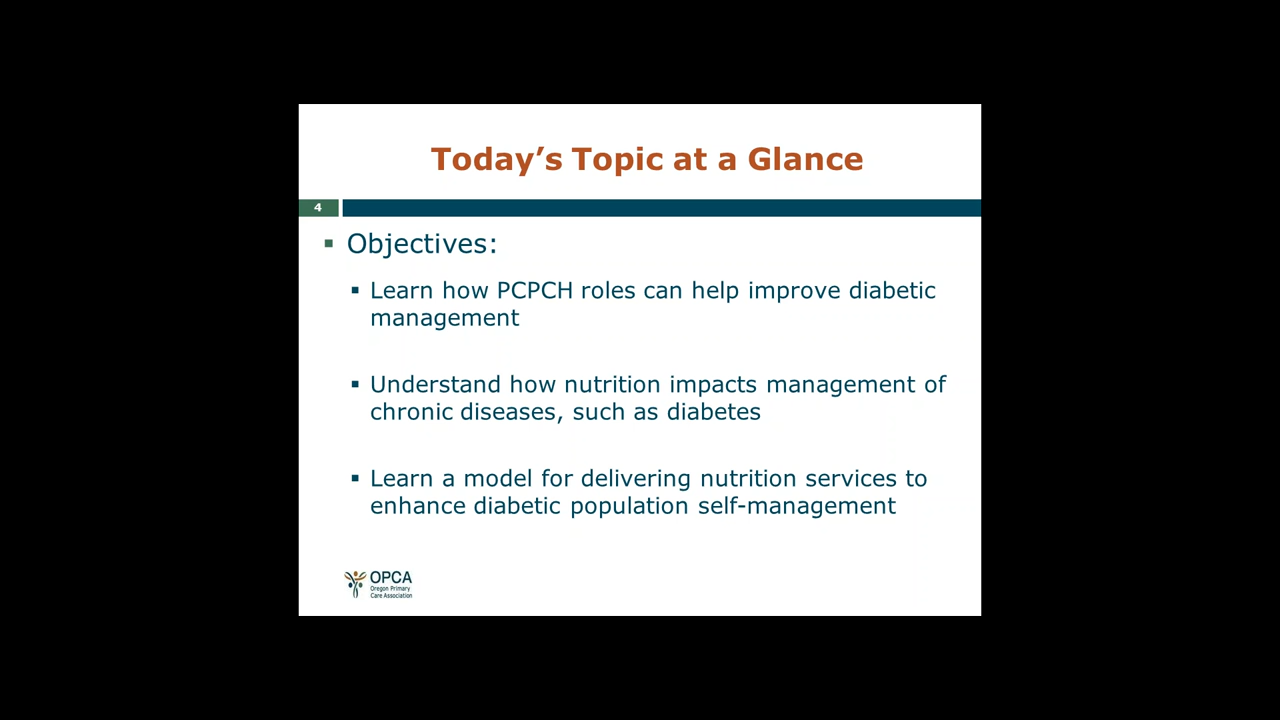 Today’s Topic at a Glance
4
Objectives:
Learn how PCPCH roles can help improve diabetic
management
Understand how nutrition impacts management of
chronic diseases, such as diabetes
Learn a model for delivering nutrition services to
enhance diabetic population self-management
OPCA
Oregon Primary
Care Association